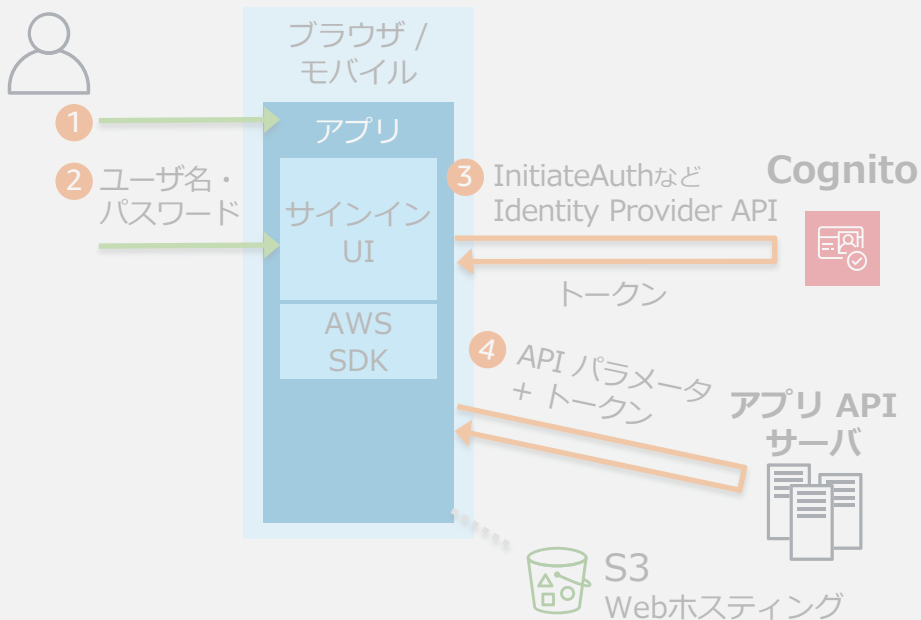 ブラウザ /
モバイル
アプリ
1
2 ユーザ名・
パスワード
サインイン
UI
AWS
SDK
3 InitiateAuthなど
Identity Provider API
Cognito
トークン
4 API パラメータ
+ トークン
アプリ API
サーバ
S3
Webホスティング